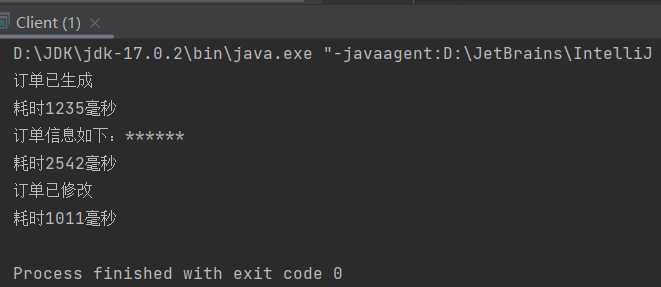 Client (1) ×
D:\JDK\jdk-17.0.2\bin\java.exe "-javaagent:D:\JetBrains\IntelliJ
订单已生成
耗时1235毫秒
订单信息如下：******
耗时2542毫秒
订单已修改
耗时1011毫秒
Process finished with exit code 0